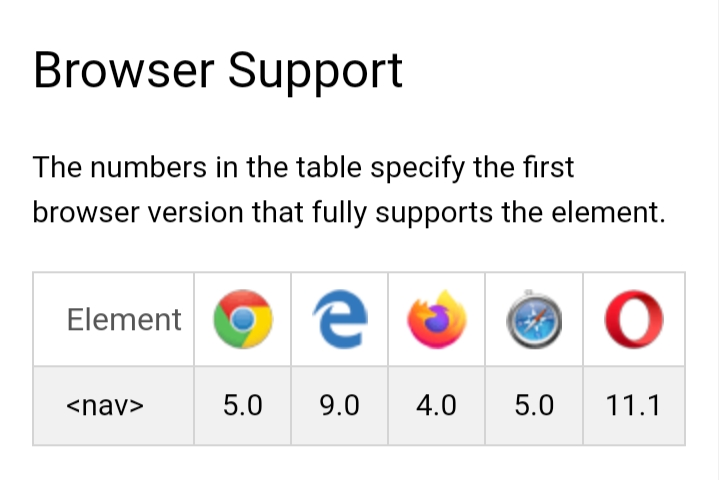 Browser Support
The numbers in the table specify the first
browser version that fully supports the element.
Element
<nav> 5.0 9.0 4.0 5.0 11.1